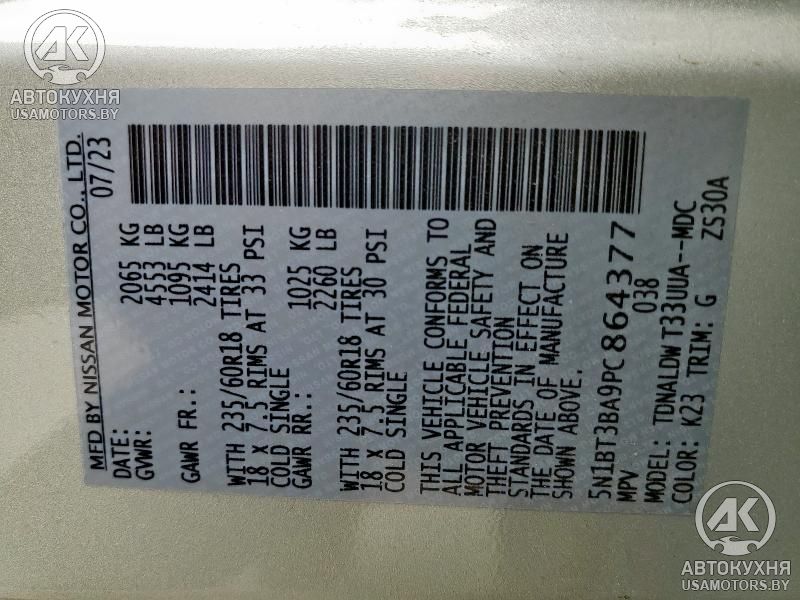 АВТОКУХНЯ
USAMOTORS.BY
MFD BY NISSAN MOTOR CO., LTD.
DATE: 07/23
GVWR: 2065 KG
4553 LB
GAWR FR.: 1095 KG
2414 LB
WITH 235/60R18 TIRES
18 X 7.5 RIMS AT 33 PSI
COLD SINGLE
GAWR RR.: 1025 KG
2260 LB
WITH 235/60R18 TIRES
18 X 7.5 RIMS AT 30 PSI
COLD SINGLE
THIS VEHICLE CONFORMS TO
ALL APPLICABLE FEDERAL
MOTOR VEHICLE SAFETY AND
THEFT PREVENTION
STANDARDS IN EFFECT ON
THE DATE OF MANUFACTURE
SHOWN ABOVE.
5N1BT3BA9PC864377
MPV 038
MODEL: TDNALDWT33UUA--MDC
COLOR: K23 TRIM: G ZS30A
АВТОКУХНЯ
USAMOTORS.BY